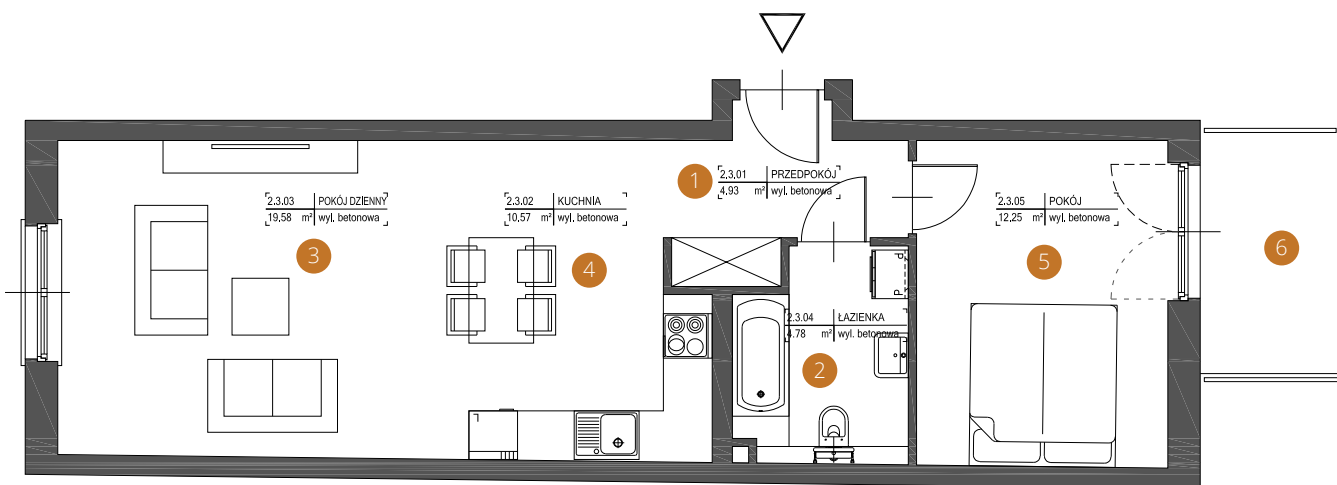 1
2.3.01 PRZEDPOKÓJ
4.93 m² wyl. betonowa
2.3.03 POKÓJ DZIENNY
19,58 m² wyl. betonowa
3
2.3.02 KUCHNIA
10,57 m² wyl. betonowa
4
2.3.05 POKÓJ
12,25 m² wyl. betonowa
5
6
p
d
2.3.04 ŁAZIENKA
4.78 m² wyl. betonowa
2